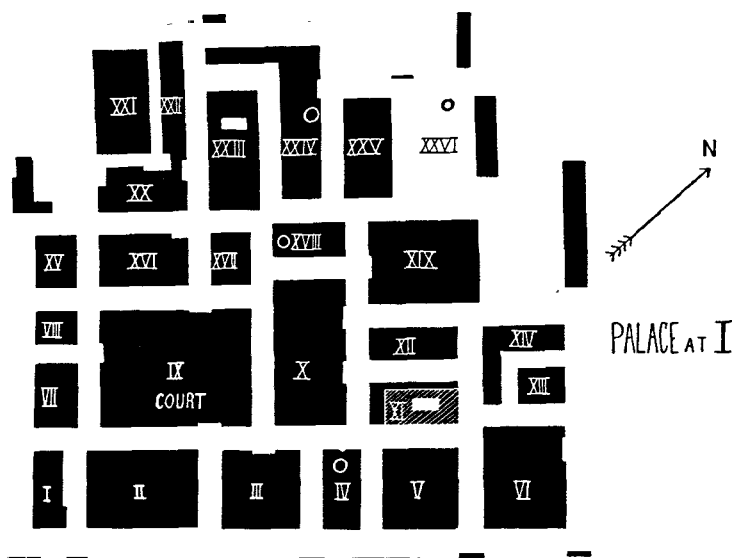 XXI XXII XXIII XXIV XXV XXVI
N
XX
XV XVI XVII XVIII XIX
PALACE AT I
VIII XII XIV
VII IX X XI XIII
COURT
I II III IV V VI